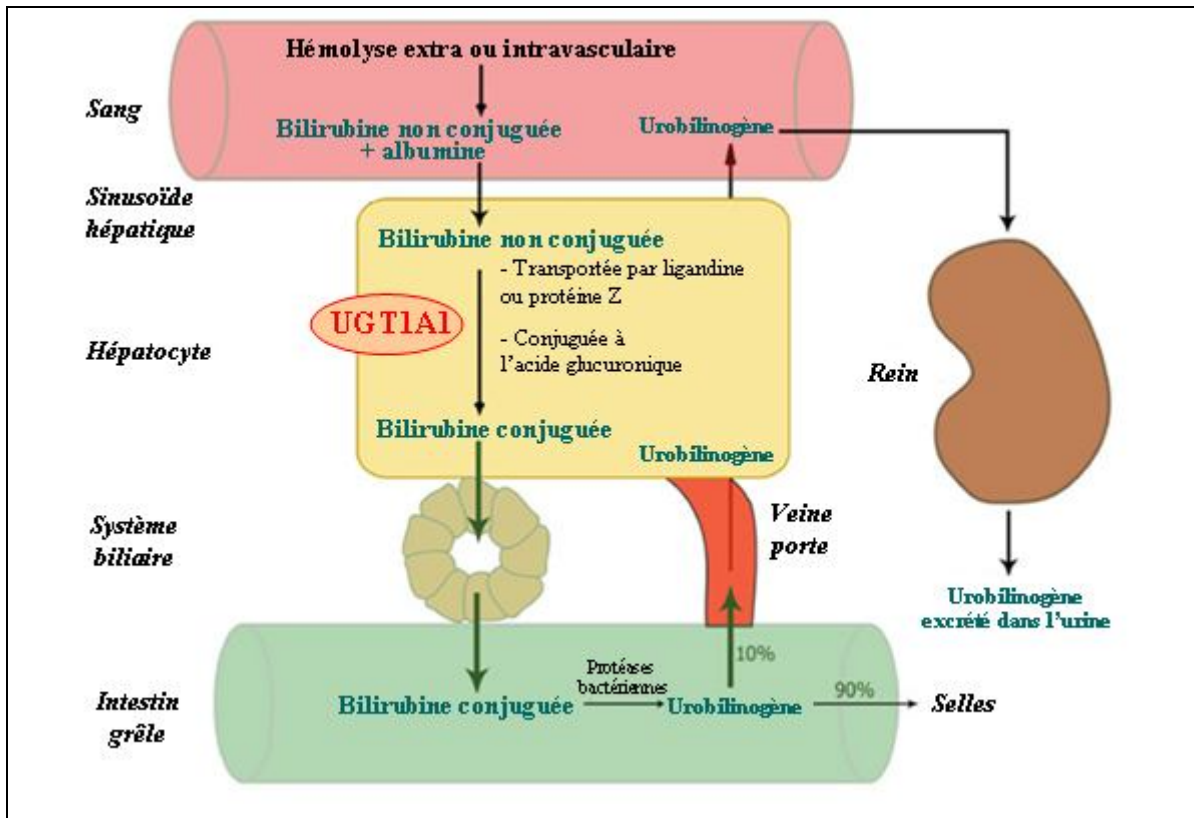 Hémolyse extra ou intravasculaire
Sang
Bilirubine non conjuguée
+ albumine
Urobilinogène
Sinusoïde
hépatique
Bilirubine non conjuguée
- Transportée par ligandine
ou protéine Z
UGT1A1
- Conjuguée à
l'acide glucuronique
Hépatocyte
Rein
Bilirubine conjuguée
Urobilinogène
Système
biliaire
Veine
porte
Urobilinogène
excrété dans l'urine
10%
Protéases
bactériennes
90%
Intestin
grêle
Bilirubine conjuguée
Urobilinogène
Selles